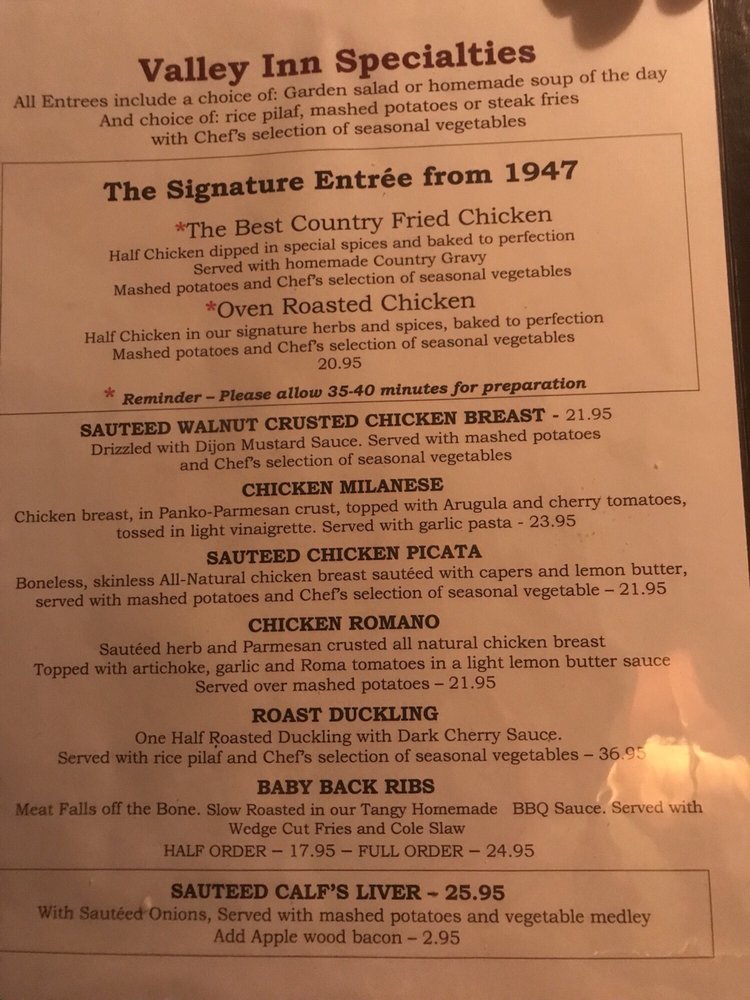 Valley Inn Specialties
All Entrees include a choice of: Garden salad or homemade soup of the day
And choice of: rice pilaf, mashed potatoes or steak fries
with Chef's selection of seasonal vegetables
The Signature Entrée from 1947
*The Best Country Fried Chicken
Half Chicken dipped in special spices and baked to perfection
Served with homemade Country Gravy
Mashed potatoes and Chef's selection of seasonal vegetables
*Oven Roasted Chicken
Half Chicken in our signature herbs and spices, baked to perfection
Mashed potatoes and Chef's selection of seasonal vegetables
20.95
* Reminder – Please allow 35-40 minutes for preparation
SAUTEED WALNUT CRUSTED CHICKEN BREAST - 21.95
Drizzled with Dijon Mustard Sauce. Served with mashed potatoes
and Chef's selection of seasonal vegetables
CHICKEN MILANESE
Chicken breast, in Panko-Parmesan crust, topped with Arugula and cherry tomatoes,
tossed in light vinaigrette. Served with garlic pasta - 23.95
SAUTEED CHICKEN PICATA
Boneless, skinless All-Natural chicken breast sautéed with capers and lemon butter,
served with mashed potatoes and Chef's selection of seasonal vegetable – 21.95
CHICKEN ROMANO
Sautéed herb and Parmesan crusted all natural chicken breast
Topped with artichoke, garlic and Roma tomatoes in a light lemon butter sauce
Served over mashed potatoes – 21.95
ROAST DUCKLING
One Half Roasted Duckling with Dark Cherry Sauce.
Served with rice pilaf and Chef's selection of seasonal vegetables – 36.95
BABY BACK RIBS
Meat Falls off the Bone. Slow Roasted in our Tangy Homemade BBQ Sauce. Served with
Wedge Cut Fries and Cole Slaw
HALF ORDER – 17.95 – FULL ORDER – 24.95
SAUTEED CALF'S LIVER – 25.95
With Sautéed Onions, Served with mashed potatoes and vegetable medley
Add Apple wood bacon – 2.95